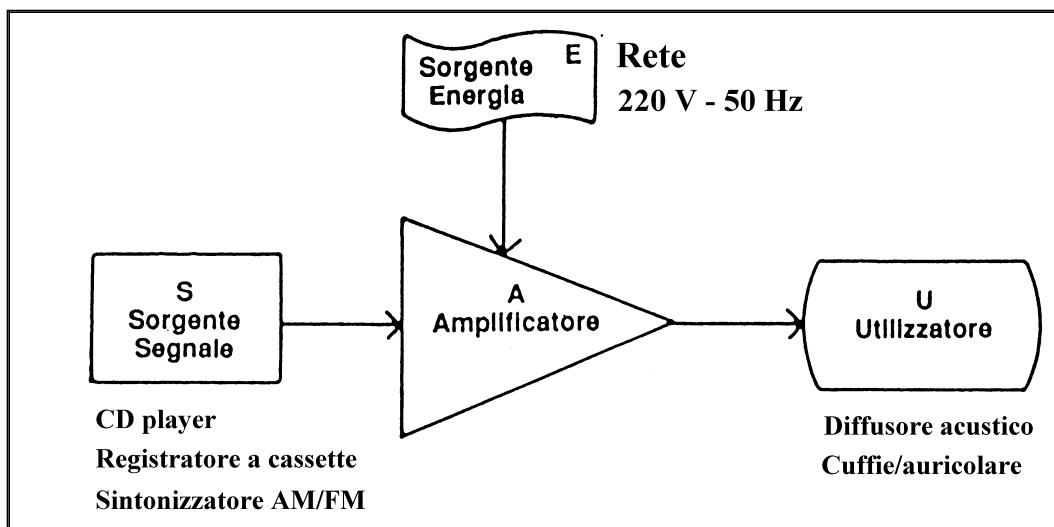 E
Sorgente
Energia
Rete
220 V - 50 Hz
S
Sorgente
Segnale
A
Amplificatore
U
Utilizzatore
CD player
Registratore a cassette
Sintonizzatore AM/FM
Diffusore acustico
Cuffie/auricolare